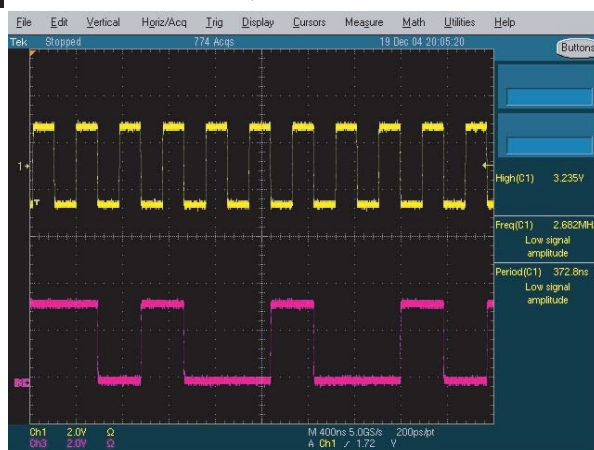 File Edit Vertical Horiz/Acq Trig Display Cursors Measure Math Utilities Help
Tek Stopped 774 Acqs 19 Dec 04 20:05:20
Buttons
1
T
High(C1) 3.235V
Freq(C1) 2.682MH
Low signal
amplitude
Period(C1) 372.8ns
Low signal
amplitude
Ch1 2.0V Ω M 400ns 5.0GS/s 200ps/pt
Ch3 2.0V Ω A Ch1 1.72 V